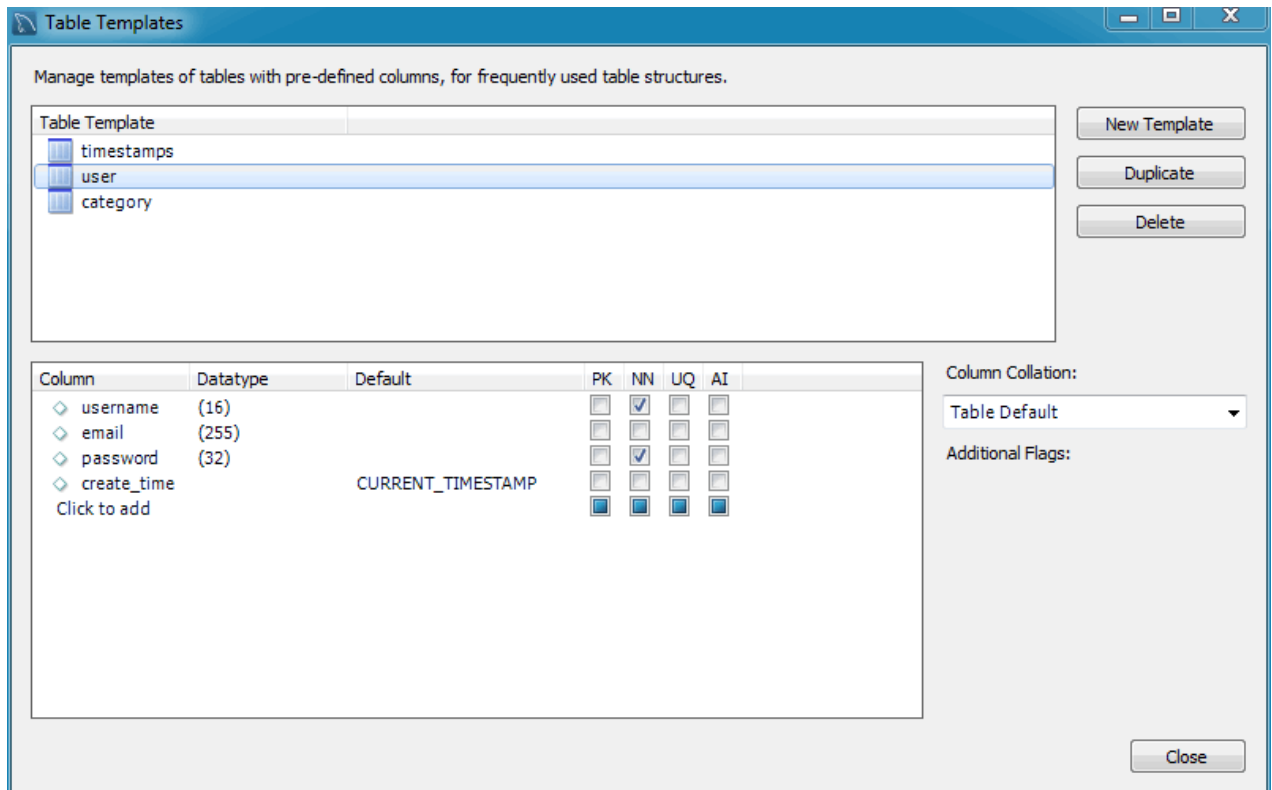 Table Templates
Manage templates of tables with pre-defined columns, for frequently used table structures.
Table Template
timestamps
user
category
New Template
Duplicate
Delete
Column Datatype Default PK NN UQ AI
username (16)
email (255)
password (32)
create_time CURRENT_TIMESTAMP
Click to add
Column Collation:
Table Default
Additional Flags:
Close